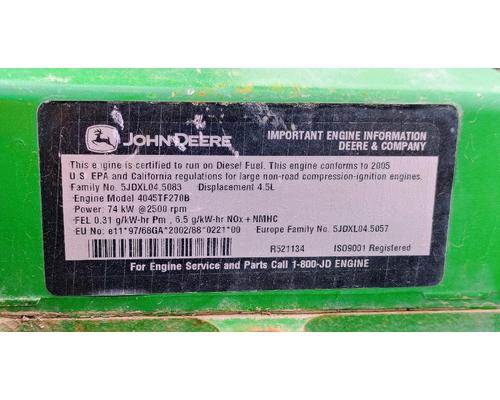 JOHN DEERE
IMPORTANT ENGINE INFORMATION
DEERE & COMPANY
This engine is certified to run on Diesel Fuel. This engine conforms to 2005
U.S. EPA and California regulations for large non-road compression-ignition engines.
Family No. 5JDXL04.5083 Displacement 4.5L
Engine Model 4045TF270B
Power: 74 kW @2500 rpm
FEL 0.31 g/kW-hr Pm , 6.5 g/kW-hr NOx + NMHC
EU No: e11*97/68GA*2002/88*0221*00 Europe Family No. 5JDXL04.5057
R521134 ISO9001 Registered
For Engine Service and Parts Call 1-800-JD ENGINE